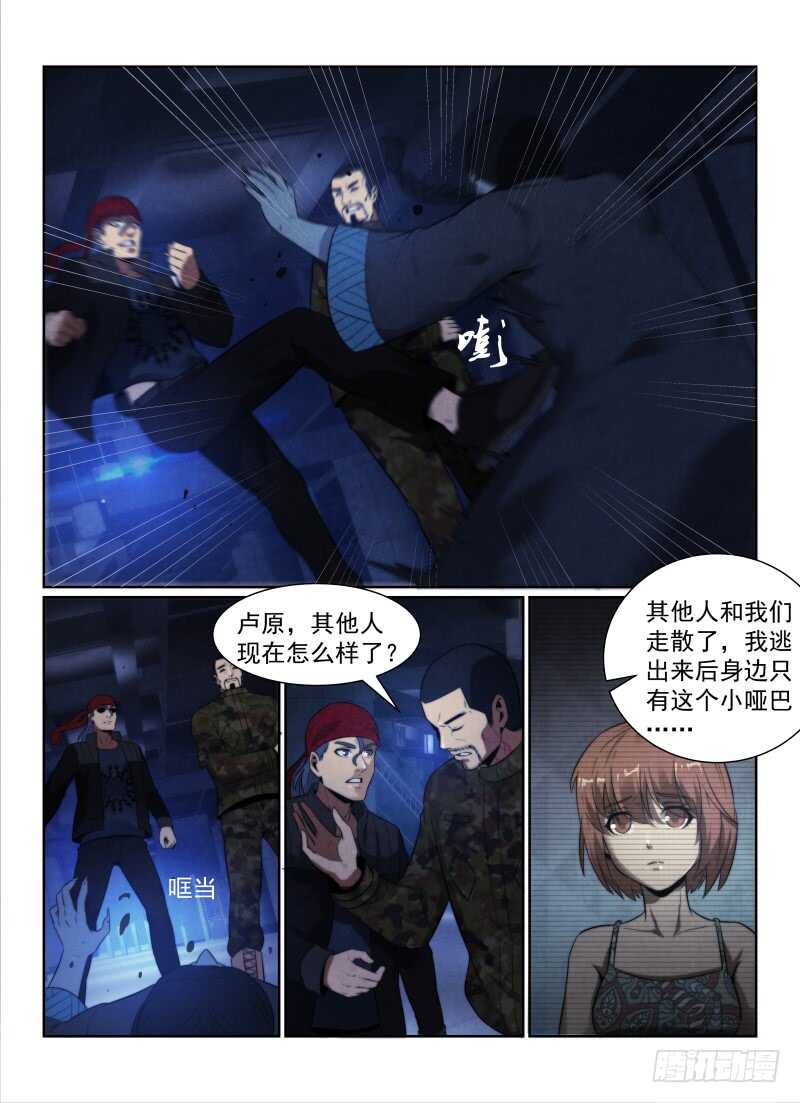 嘭
哐当
卢原，其他人
现在怎么样了？
其他人和我们
走散了，我逃
出来后身边只
有这个小哑巴
……
腾讯动漫